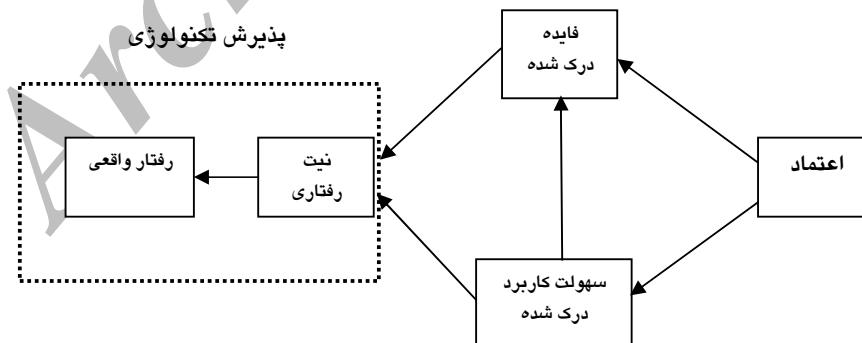 پذیرش تکنولوژی
فایده
درک شده
اعتماد
نیت
رفتاری
رفتار واقعی
سهولت کاربرد
درک شده